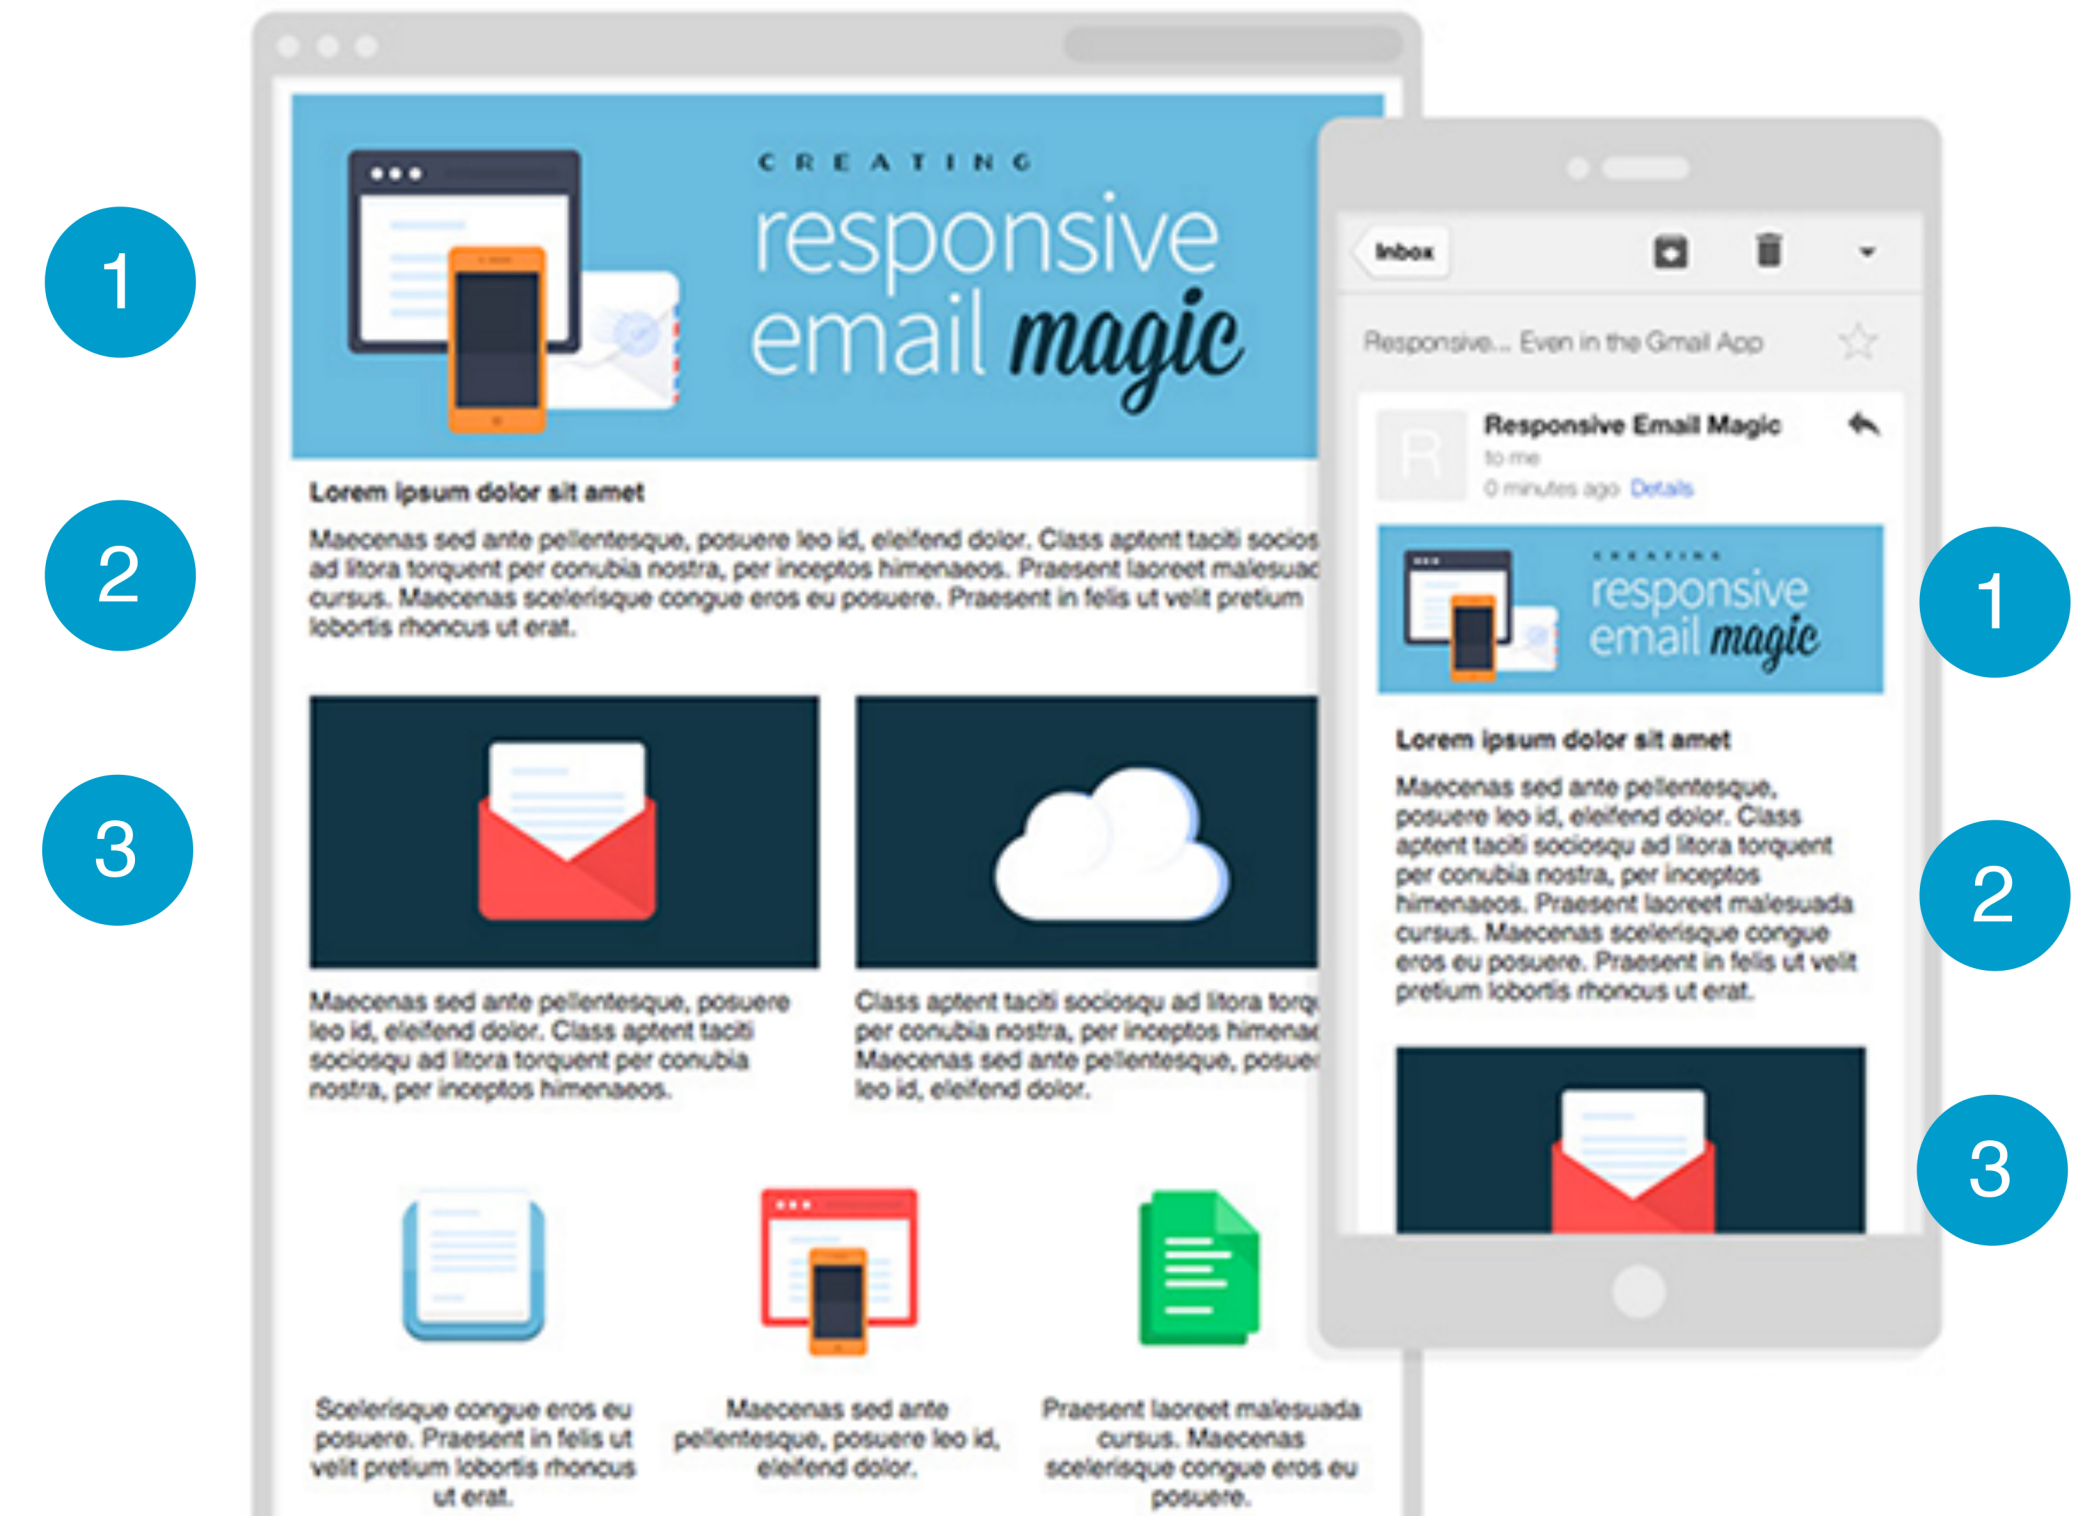 1
2
3
CREATING
responsive
email magic
Lorem ipsum dolor sit amet
Maecenas sed ante pellentesque, posuere leo id, eleifend dolor. Class aptent taciti socios
ad litora torquent per conubia nostra, per inceptos himenaeos. Praesent laoreet malesuad
cursus. Maecenas scelerisque congue eros eu posuere. Praesent in felis ut velit pretium
lobortis rhoncus ut erat.
Maecenas sed ante pellentesque, posuere
leo id, eleifend dolor. Class aptent taciti
sociosqu ad litora torquent per conubia
nostra, per inceptos himenaeos.
Class aptent taciti sociosqu ad litora torqu
per conubia nostra, per inceptos himenae
Maecenas sed ante pellentesque, posuer
leo id, eleifend dolor.
Scelerisque congue eros eu
posuere. Praesent in felis ut
velit pretium lobortis rhoncus
ut erat.
Maecenas sed ante
pellentesque, posuere leo id,
eleifend dolor.
Praesent laoreet malesuada
cursus. Maecenas
scelerisque congue eros eu
posuere.
Inbox
Responsive... Even in the Gmail App
R
Responsive Email Magic
to me
0 minutes ago Details
CREATING
responsive
email magic
Lorem ipsum dolor sit amet
Maecenas sed ante pellentesque,
posuere leo id, eleifend dolor. Class
aptent taciti sociosqu ad litora torquent
per conubia nostra, per inceptos
himenaeos. Praesent laoreet malesuada
cursus. Maecenas scelerisque congue
eros eu posuere. Praesent in felis ut velit
pretium lobortis rhoncus ut erat.
1
2
3